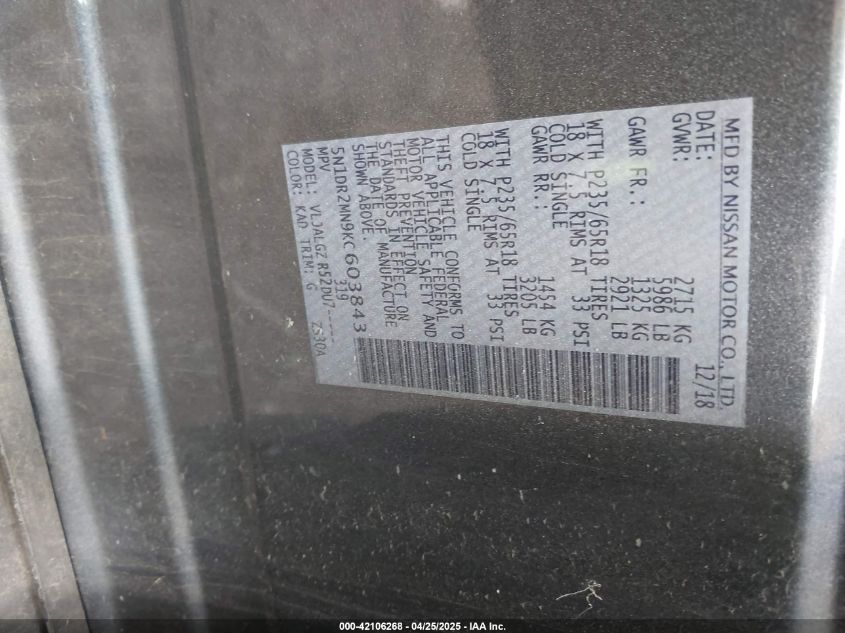 MFD BY NISSAN MOTOR CO., LTD.
DATE: 12/18
GVWR: 2715 KG
5986 LB
GAWR FR.: 1325 KG
2921 LB
WITH P235/65R18 TIRES
18 X 7.5 RIMS AT 33 PSI
COLD SINGLE
GAWR RR.: 1454 KG
3205 LB
WITH P235/65R18 TIRES
18 X 7.5 RIMS AT 33 PSI
COLD SINGLE
THIS VEHICLE CONFORMS TO
ALL APPLICABLE FEDERAL
MOTOR VEHICLE SAFETY AND
THEFT PREVENTION
STANDARDS IN EFFECT ON
THE DATE OF MANUFACTURE
SHOWN ABOVE.
5N1DR2MN9KC603843
MPV 319
MODEL: VLJALGZ R52IDU7----
COLOR: KAD TRIM: G ZS30A
000-42106268 - 04/25/2025 - IAA Inc.